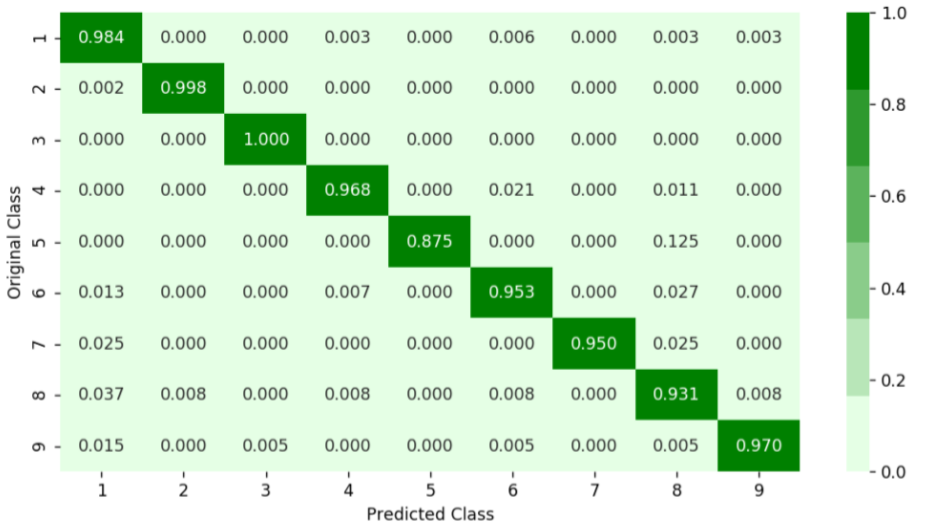 1 0.984 0.000 0.000 0.003 0.000 0.006 0.000 0.003 0.003
2 0.002 0.998 0.000 0.000 0.000 0.000 0.000 0.000 0.000
3 0.000 0.000 1.000 0.000 0.000 0.000 0.000 0.000 0.000
4 0.000 0.000 0.000 0.968 0.000 0.021 0.000 0.011 0.000
5 0.000 0.000 0.000 0.000 0.875 0.000 0.000 0.125 0.000
6 0.013 0.000 0.000 0.007 0.000 0.953 0.000 0.027 0.000
7 0.025 0.000 0.000 0.000 0.000 0.000 0.950 0.025 0.000
8 0.037 0.008 0.000 0.008 0.000 0.008 0.000 0.931 0.008
9 0.015 0.000 0.005 0.000 0.000 0.005 0.000 0.005 0.970
1 2 3 4 5 6 7 8 9
Predicted Class
Original Class
1.0
0.8
0.6
0.4
0.2
0.0